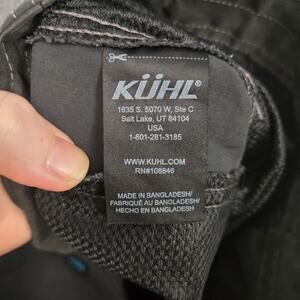 KÜHL®
1635 S. 5070 W, Ste C
Salt Lake, UT 84104
USA
1-801-281-3185
WWW.KUHL.COM
RN#108846
MADE IN BANGLADESH/
FABRIQUÉ AU BANGLADESH/
HECHO EN BANGLADESH